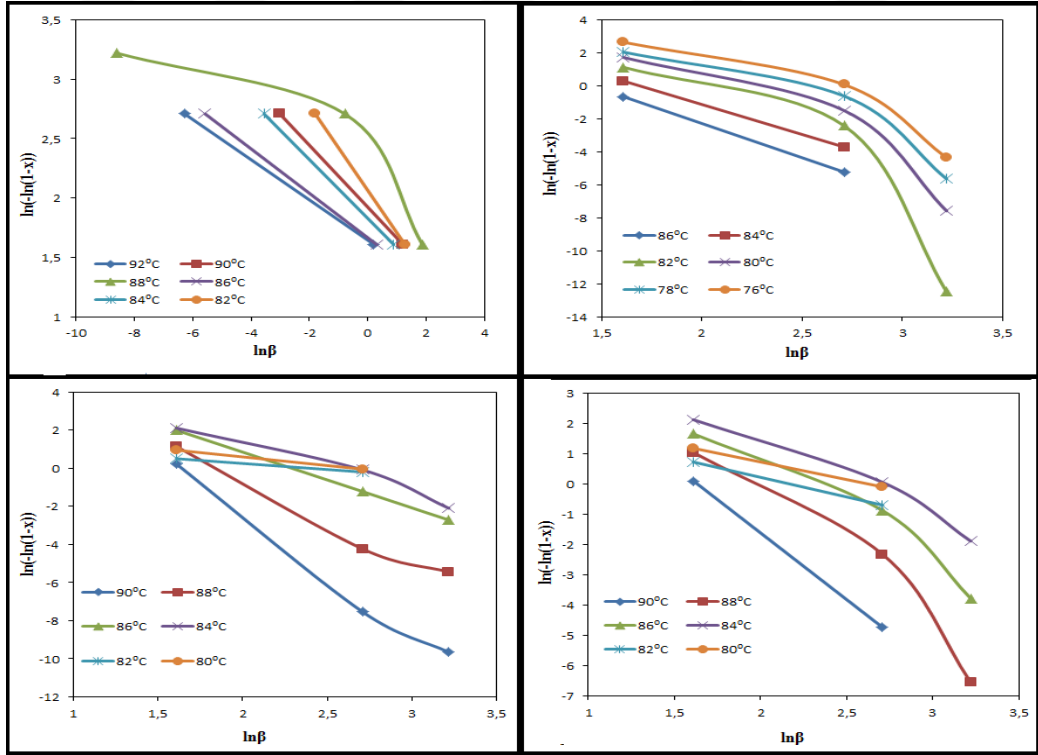 3,5
3
2,5
2
1,5
1
ln(-ln(1-x))
92°C 90°C
88°C 86°C
84°C 82°C
-10 -8 -6 -4 -2 0 2 4
lnβ
4
2
0
-2
-4
-6
-8
-10
-12
-14
ln(-ln(1-x))
86°C 84°C
82°C 80°C
78°C 76°C
1,5 2 2,5 3 3,5
lnβ
4
2
0
-2
-4
-6
-8
-10
-12
ln(-ln(1-x))
90°C 88°C
86°C 84°C
82°C 80°C
1 1,5 2 2,5 3 3,5
lnβ
3
2
1
0
-1
-2
-3
-4
-5
-6
-7
ln(-ln(1-x))
90°C 88°C
86°C 84°C
82°C 80°C
1 1,5 2 2,5 3 3,5
lnβ